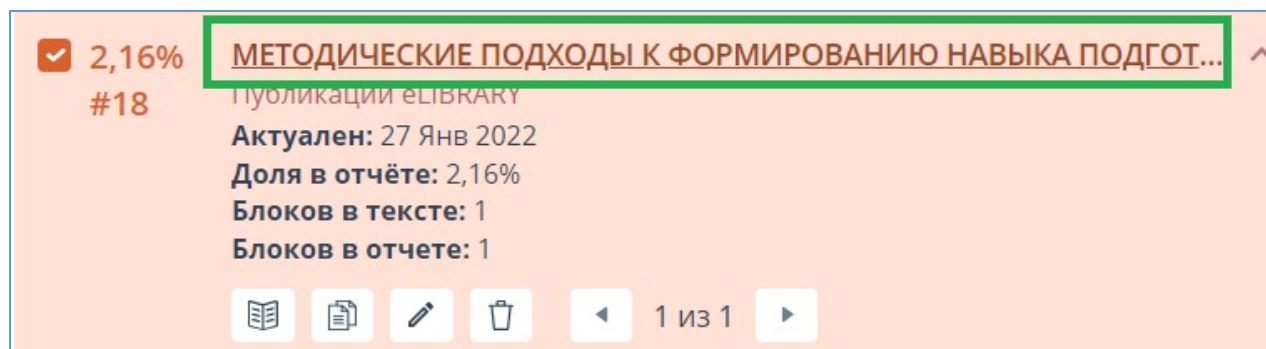 2,16% МЕТОДИЧЕСКИЕ ПОДХОДЫ К ФОРМИРОВАНИЮ НАВЫКА ПОДГОТ...
#18 Публикации eLIBRARY
Актуален: 27 Янв 2022
Доля в отчёте: 2,16%
Блоков в тексте: 1
Блоков в отчете: 1
1 из 1